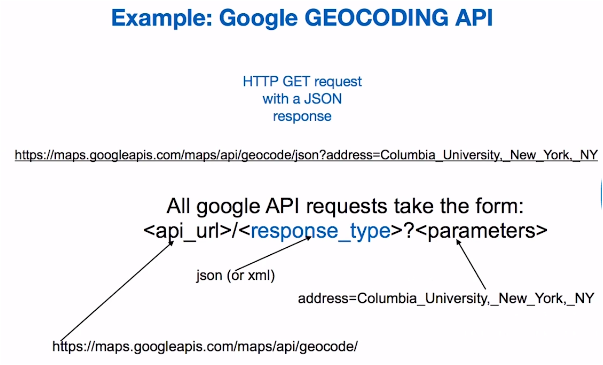 Example: Google GEOCODING API
HTTP GET request
with a JSON
response
https://maps.googleapis.com/maps/api/geocode/json?address=Columbia_University,_New_York,_NY
All google API requests take the form:
<api_url>/<response_type>?<parameters>
json (or xml)
address=Columbia_University,_New_York,_NY
https://maps.googleapis.com/maps/api/geocode/